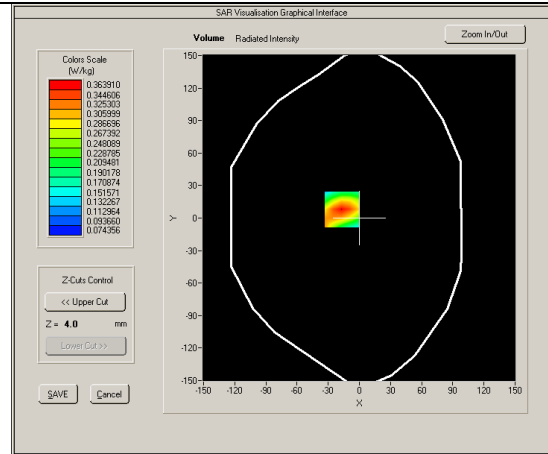 SAR Visualisation Graphical Interface
Volume Radiated Intensity
Zoom In/Out
Colors Scale
(W/kg)
0.363910
0.344606
0.325303
0.305999
0.286696
0.267392
0.248089
0.228785
0.209481
0.190178
0.170874
0.151571
0.132267
0.112964
0.093660
0.074356
Z-Cuts Control
<< Upper Cut
Z = 4.0 mm
Lower Cut >>
SAVE Cancel
150
120
90
60
30
0
-30
-60
-90
-120
-150
Y
-150 -120 -90 -60 -30 0 30 60 90 120 150
X